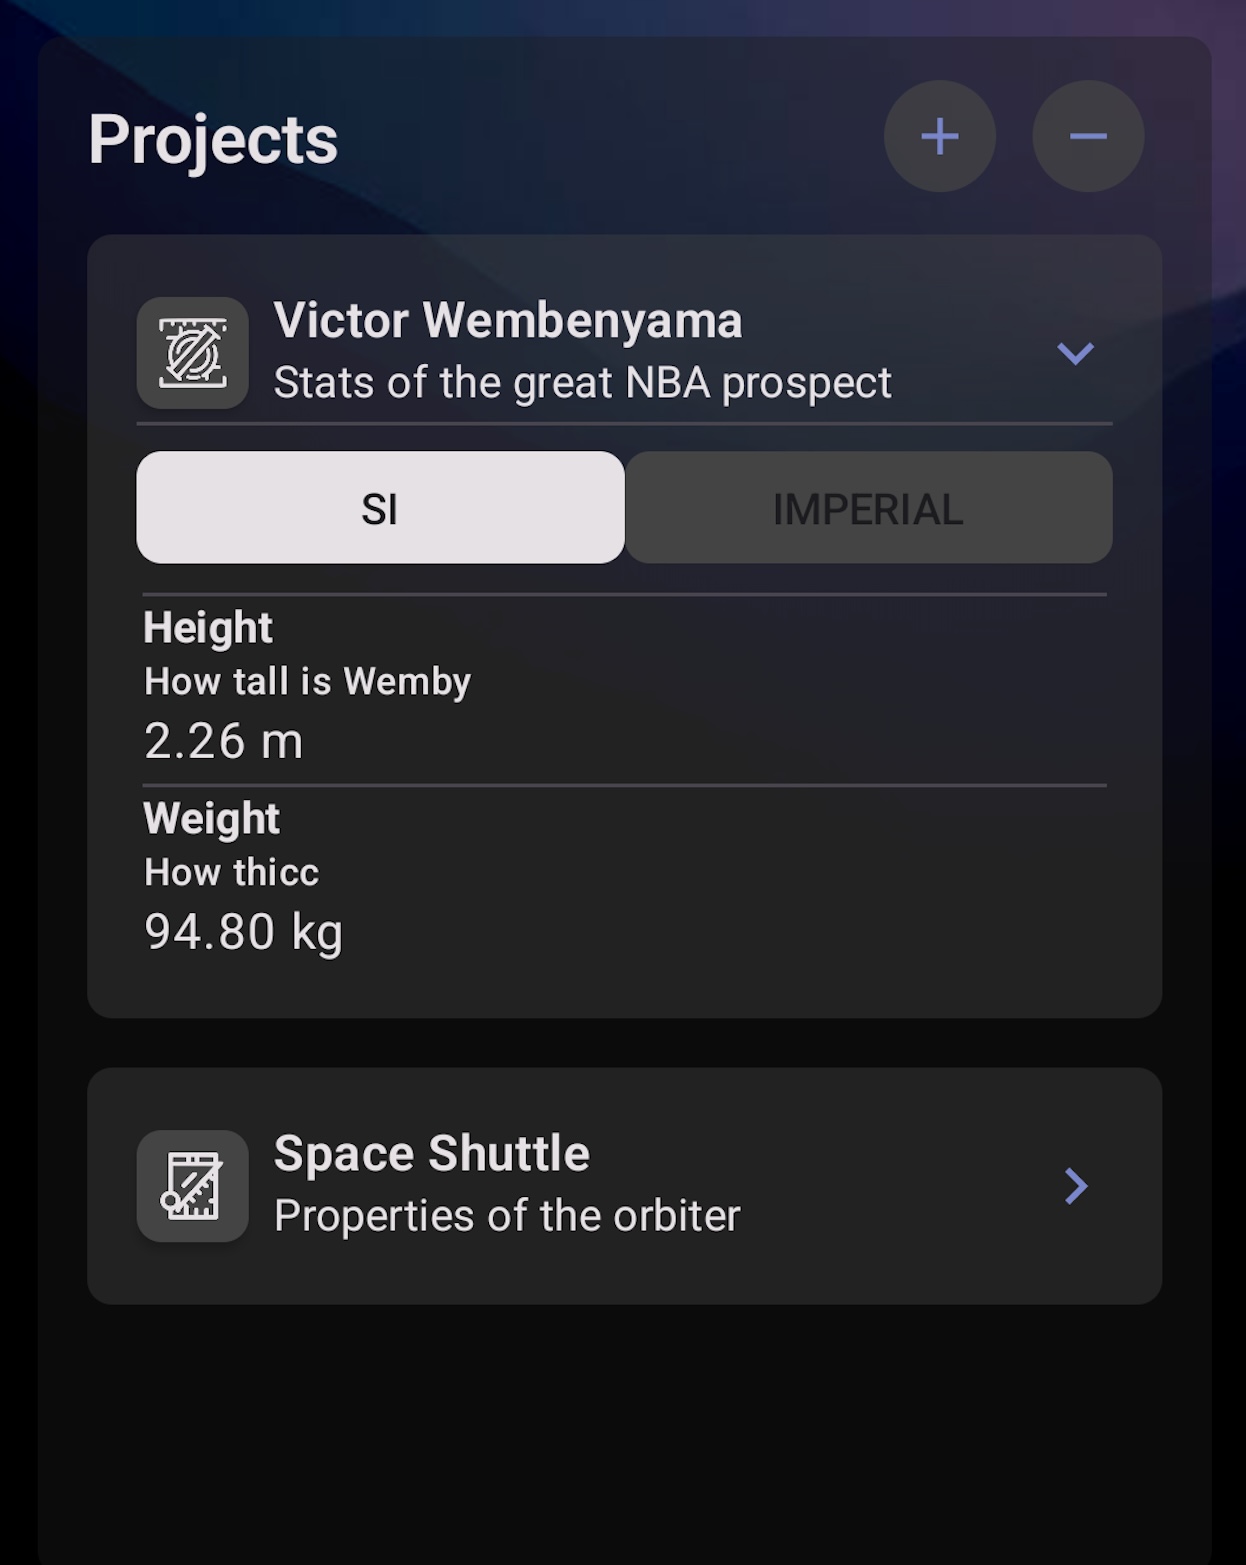 Projects
Victor Wembenyama
Stats of the great NBA prospect
SI
IMPERIAL
Height
How tall is Wemby
2.26 m
Weight
How thicc
94.80 kg
Space Shuttle
Properties of the orbiter